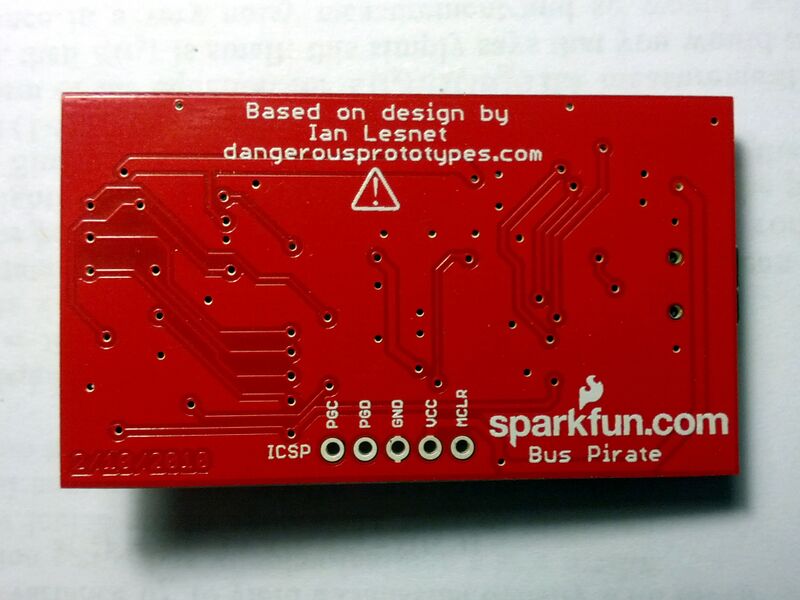 Based on design by
Ian Lesnet
dangerousprototypes.com
PGC
PGD
GND
VCC
MCLR
ICSP
sparkfun.com
Bus Pirate